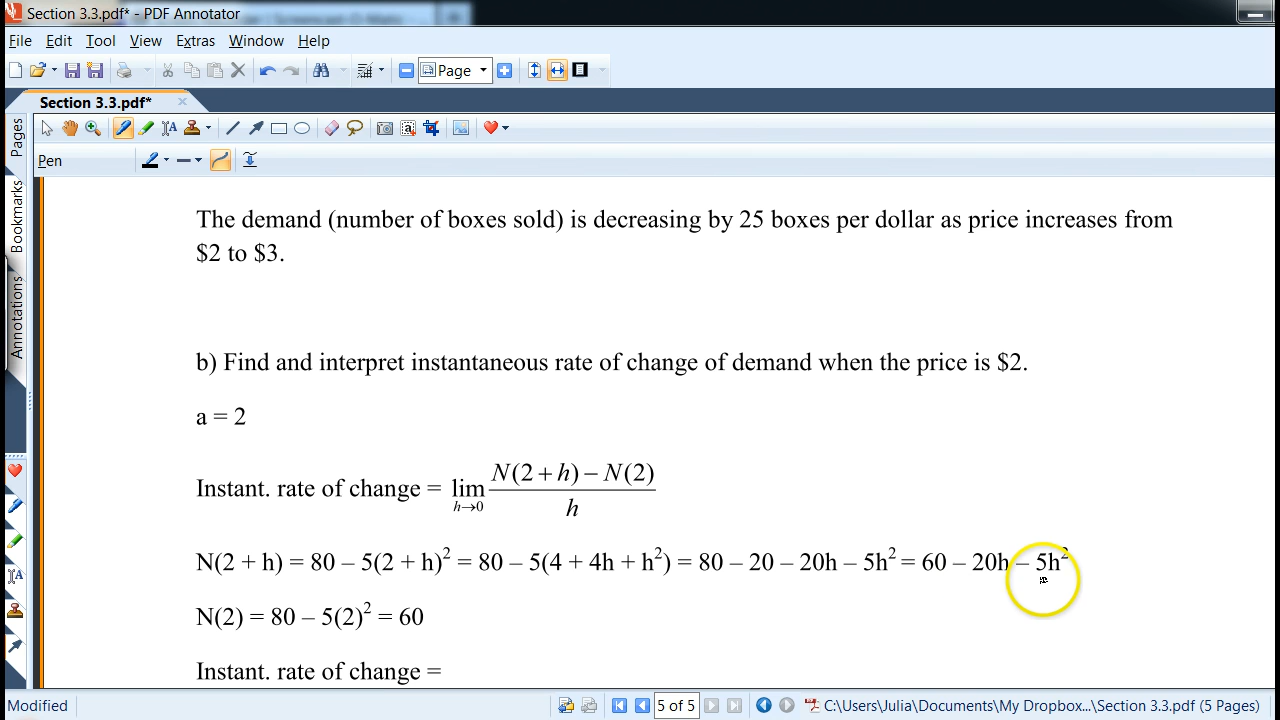 Section 3.3.pdf* - PDF Annotator
File Edit Tool View Extras Window Help
Page
Section 3.3.pdf*
Pen
Pages
Bookmarks
Annotations
The demand (number of boxes sold) is decreasing by 25 boxes per dollar as price increases from
$2 to $3.
b) Find and interpret instantaneous rate of change of demand when the price is $2.
a = 2
Instant. rate of change = lim h→0 N(2 + h) − N(2) / h
N(2 + h) = 80 – 5(2 + h)² = 80 – 5(4 + 4h + h²) = 80 – 20 – 20h – 5h² = 60 – 20h – 5h²
N(2) = 80 – 5(2)² = 60
Instant. rate of change =
Modified 5 of 5 C:\Users\Julia\Documents\My Dropbox...\Section 3.3.pdf (5 Pages)